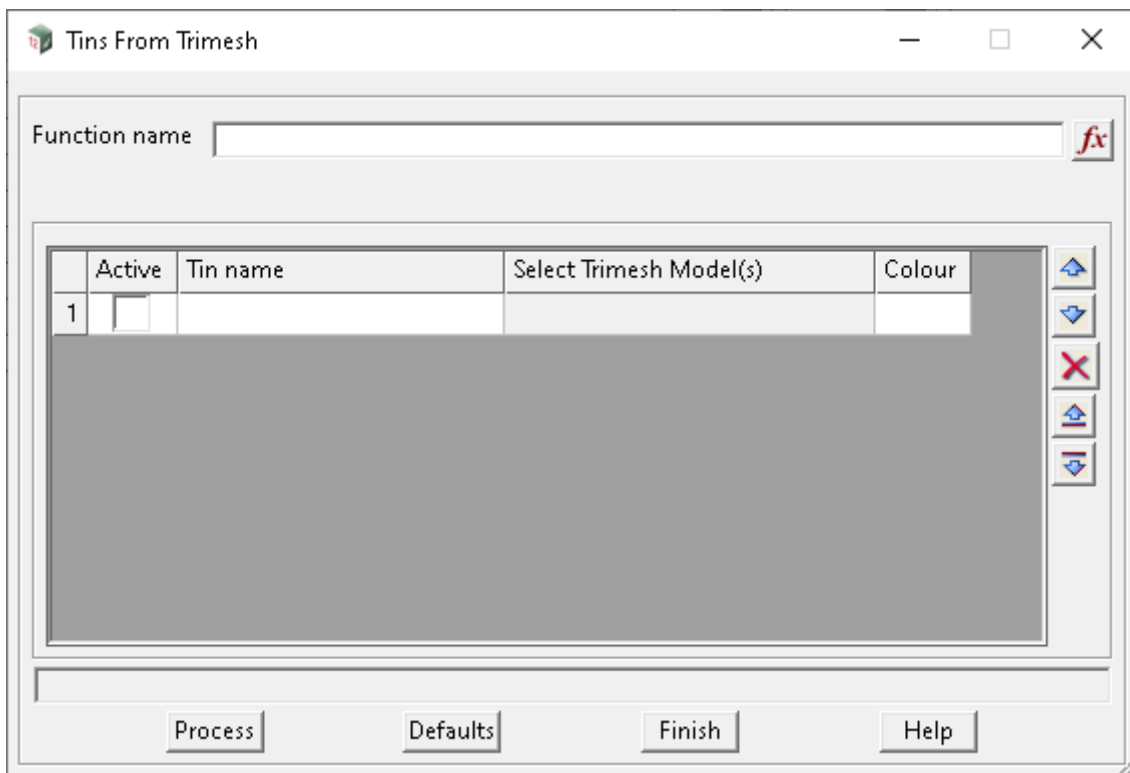 Tins From Trimesh
Function name
fx
Active Tin name Select Trimesh Model(s) Colour
1
Process Defaults Finish Help